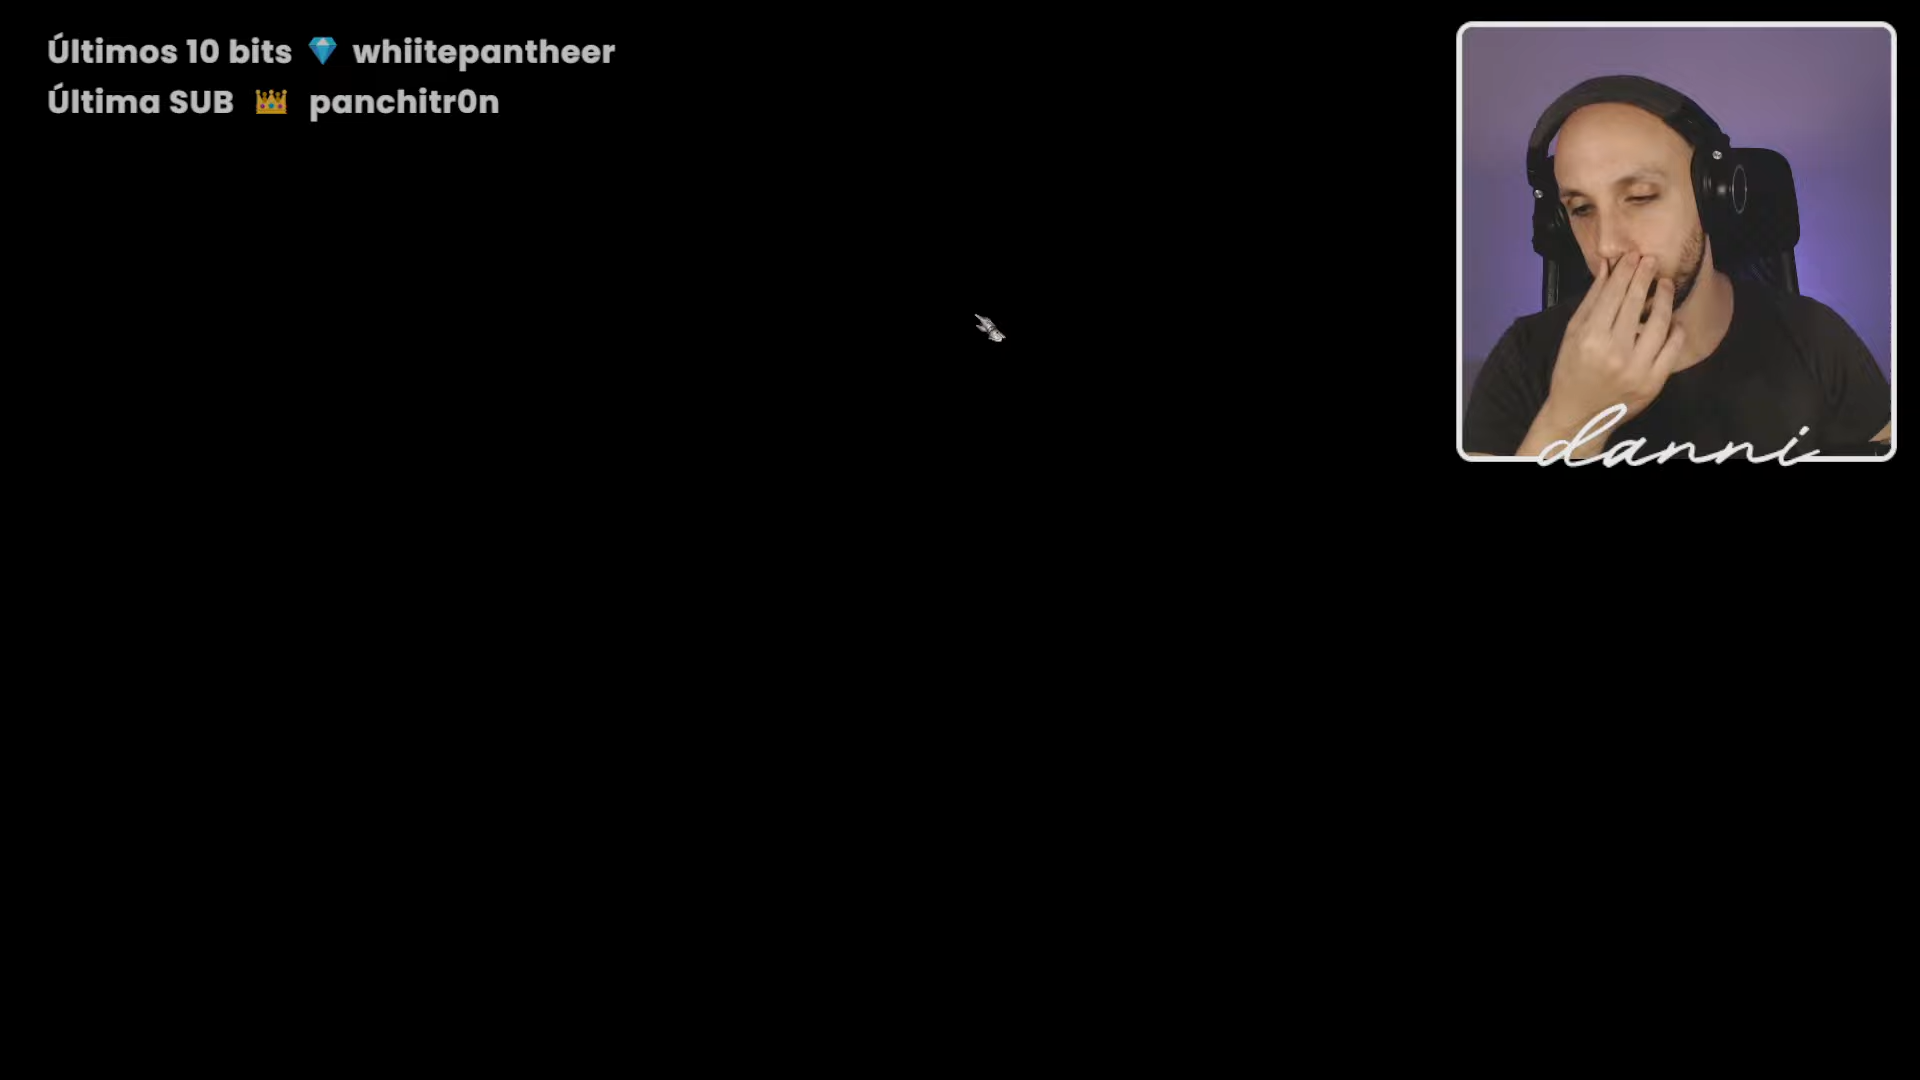 Últimos 10 bits 💎 whiitepantheer
Última SUB 👑 panchitr0n
danni